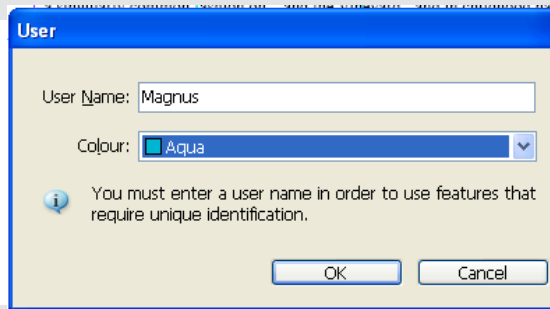 User
User Name: Magnus
Colour: Aqua
You must enter a user name in order to use features that
require unique identification.
OK Cancel